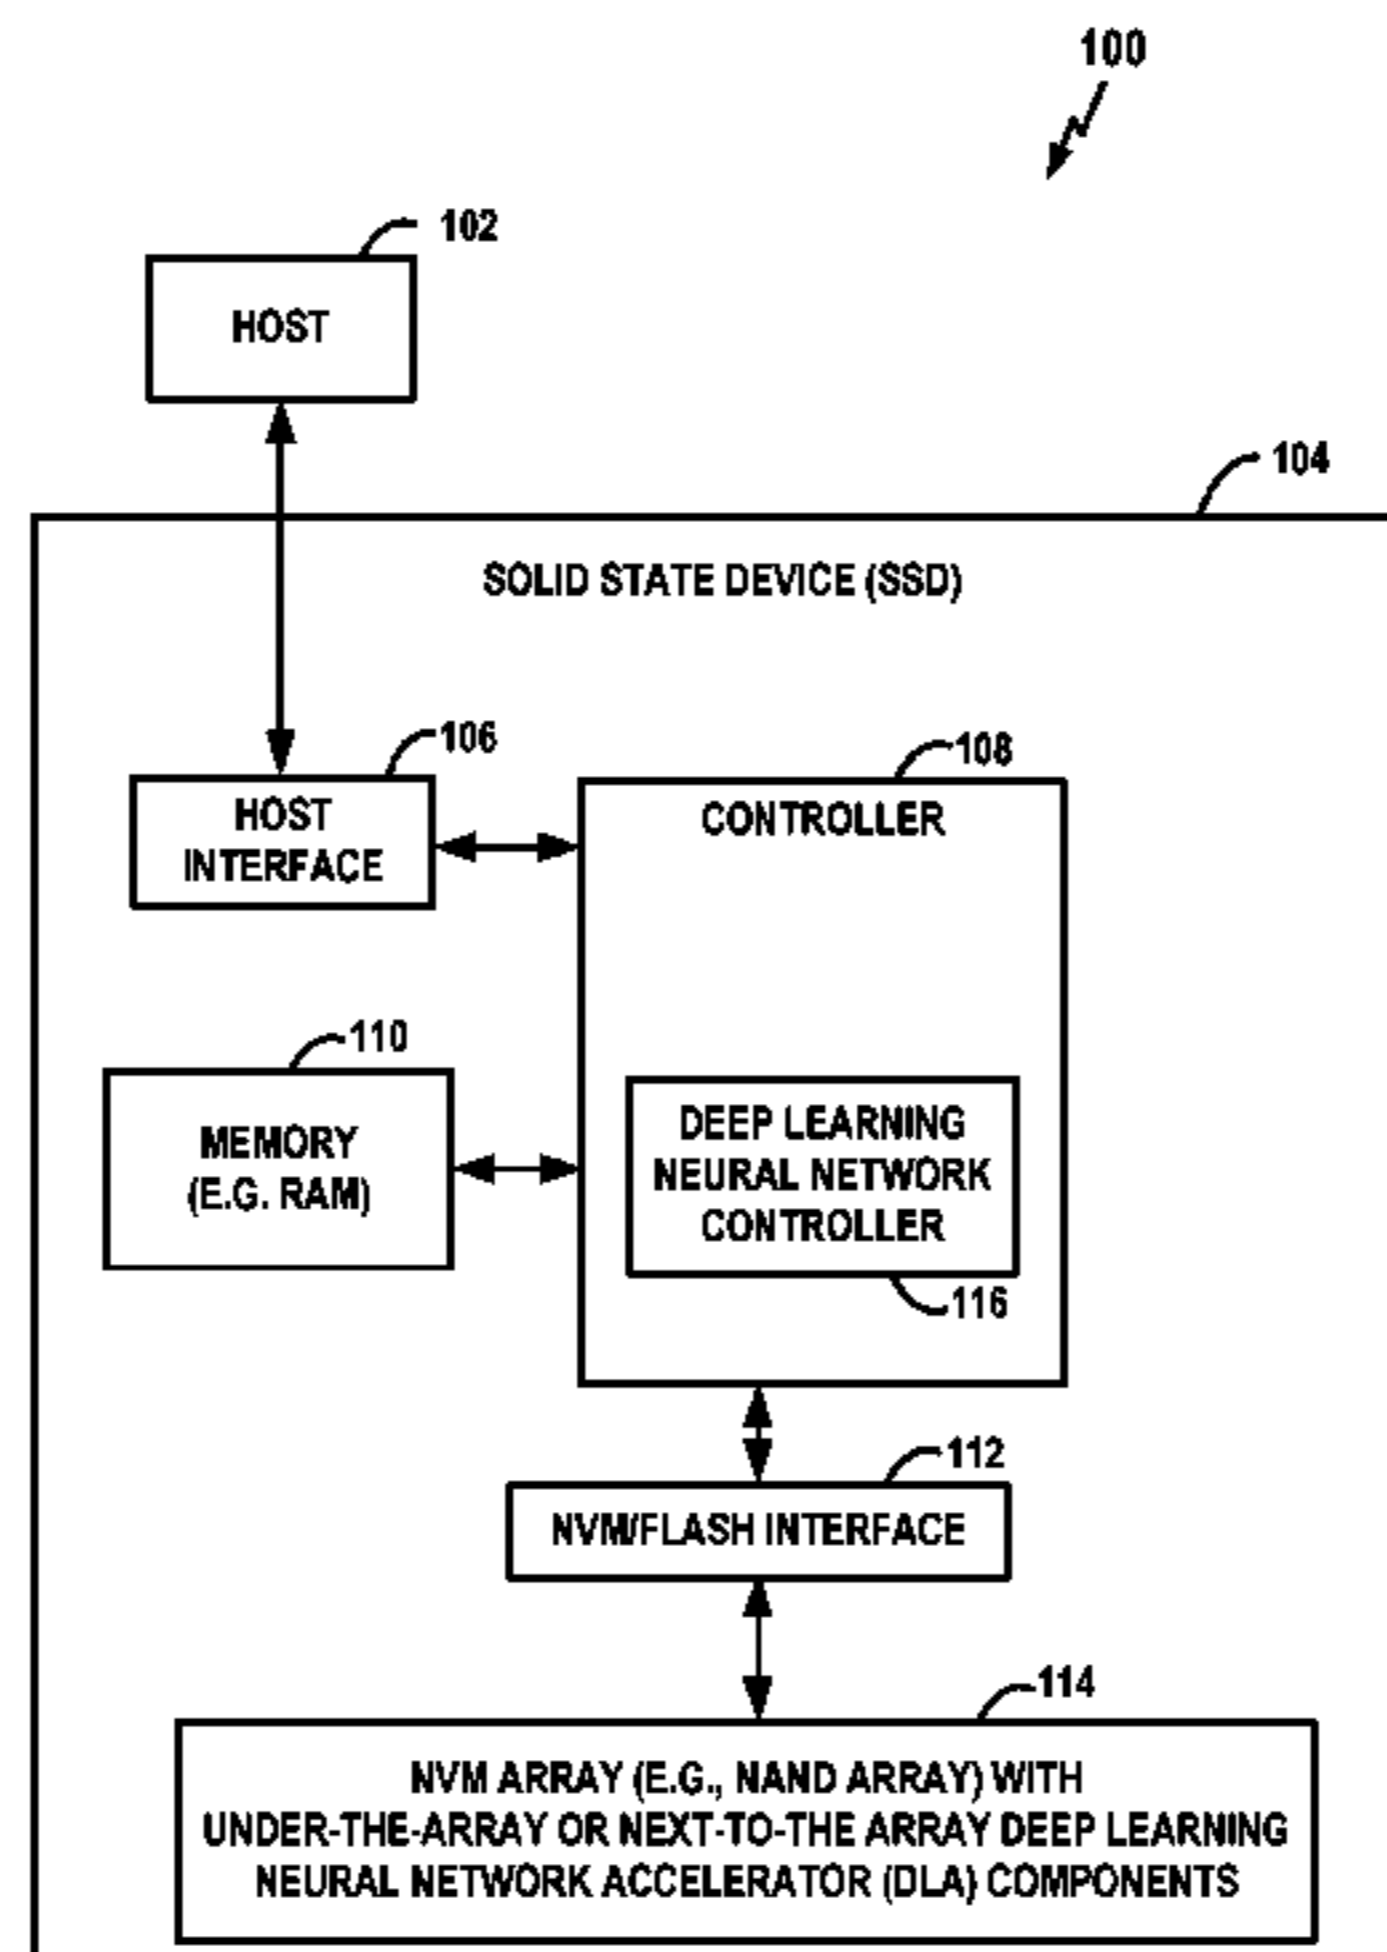 100
102
HOST
104
SOLID STATE DEVICE (SSD)
106
HOST
INTERFACE
108
CONTROLLER
110
MEMORY
(E.G. RAM)
DEEP LEARNING
NEURAL NETWORK
CONTROLLER
116
112
NVM/FLASH INTERFACE
114
NVM ARRAY (E.G., NAND ARRAY) WITH
UNDER-THE-ARRAY OR NEXT-TO-THE ARRAY DEEP LEARNING
NEURAL NETWORK ACCELERATOR (DLA) COMPONENTS